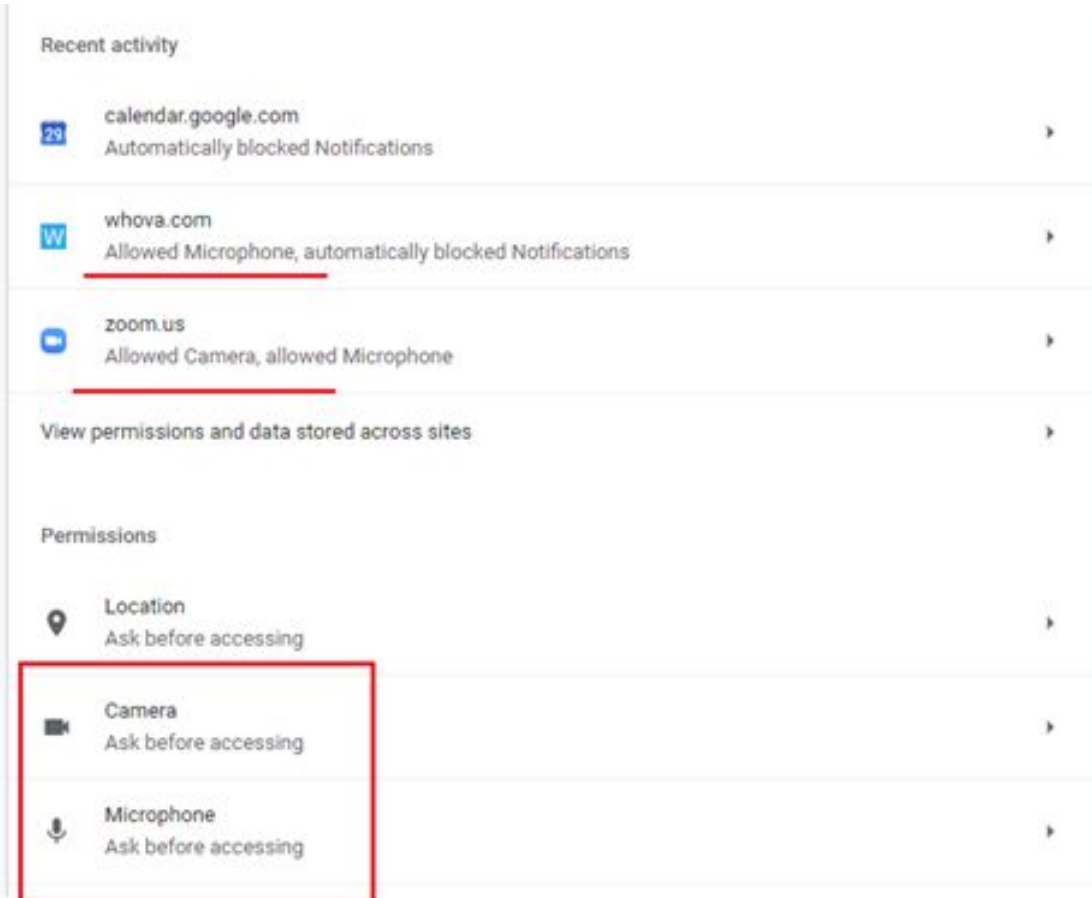 Recent activity
29
calendar.google.com
Automatically blocked Notifications
W
whova.com
Allowed Microphone, automatically blocked Notifications
zoom.us
Allowed Camera, allowed Microphone
View permissions and data stored across sites
Permissions
Location
Ask before accessing
Camera
Ask before accessing
Microphone
Ask before accessing